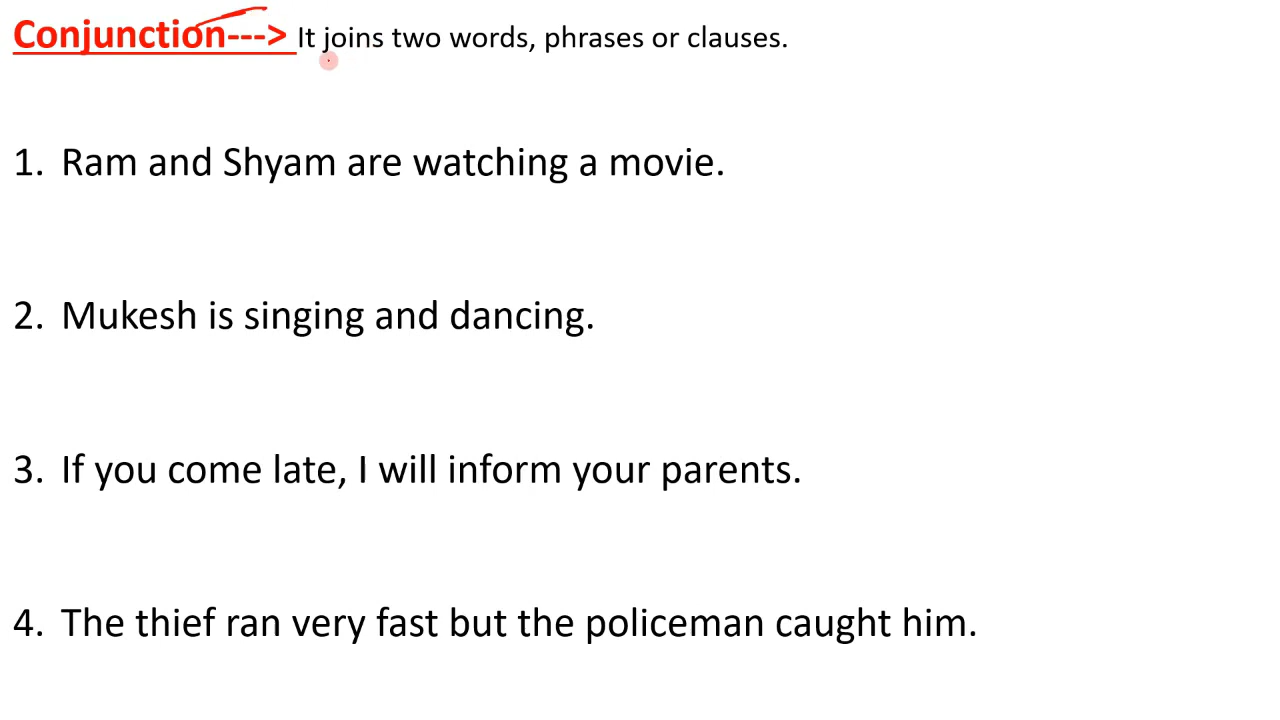 Conjunction---> It joins two words, phrases or clauses.
1. Ram and Shyam are watching a movie.
2. Mukesh is singing and dancing.
3. If you come late, I will inform your parents.
4. The thief ran very fast but the policeman caught him.